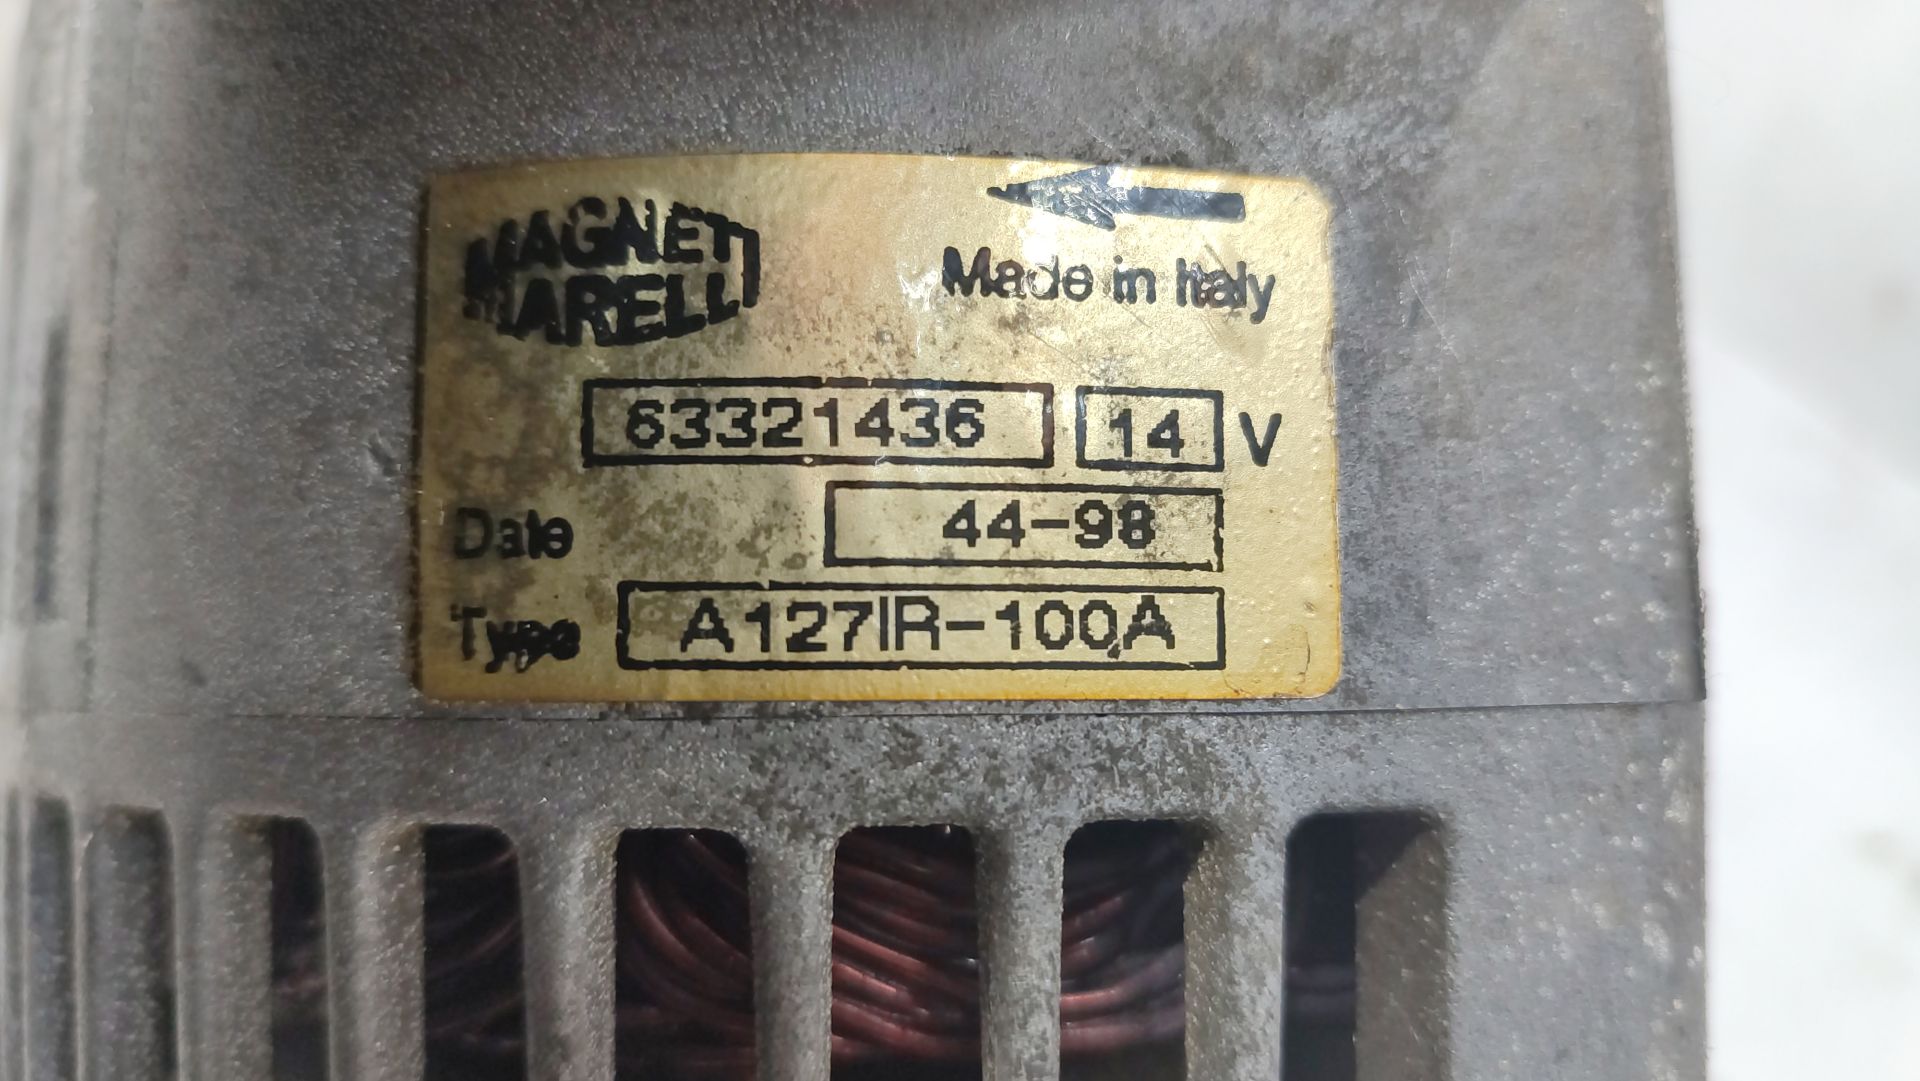 MAGNETI
MARELLI
Made in Italy
63321436 14 V
Date 44-98
Type A127IR-100A